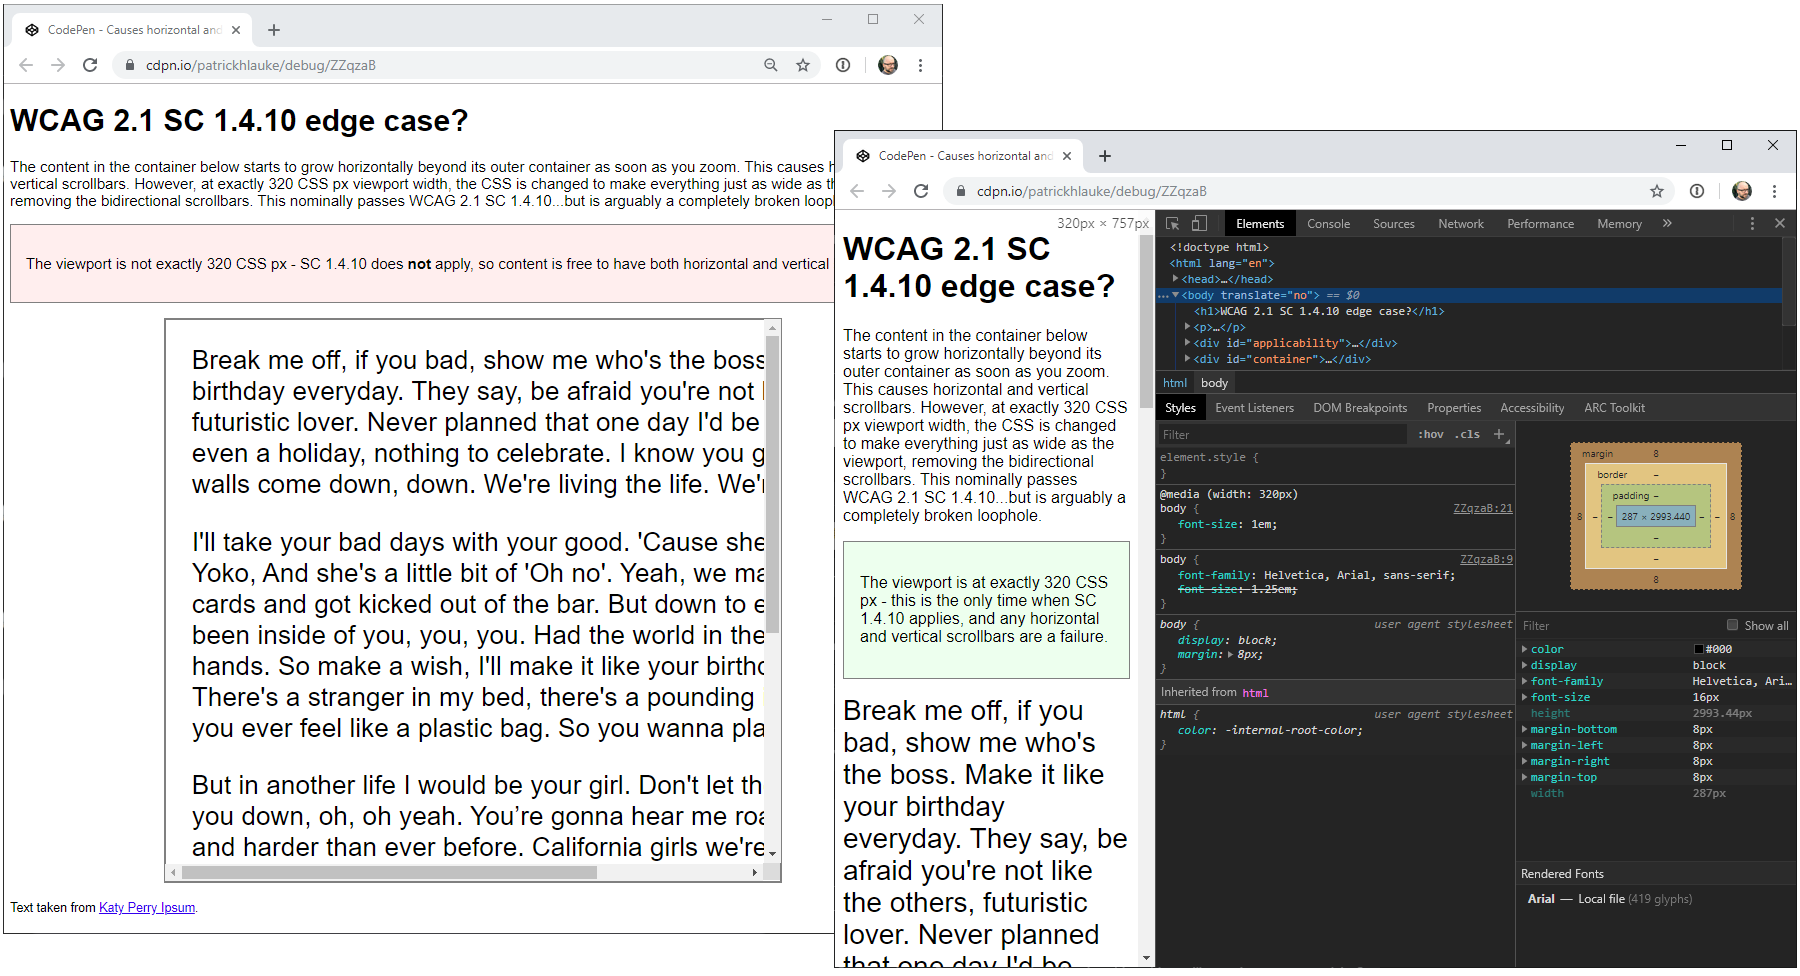 CodePen - Causes horizontal and
cdpn.io/patrickhlauke/debug/ZZqzaB
WCAG 2.1 SC 1.4.10 edge case?
The content in the container below starts to grow horizontally beyond its outer container as soon as you zoom. This causes
vertical scrollbars. However, at exactly 320 CSS px viewport width, the CSS is changed to make everything just as wide as
removing the bidirectional scrollbars. This nominally passes WCAG 2.1 SC 1.4.10...but is arguably a completely broken
The viewport is not exactly 320 CSS px - SC 1.4.10 does not apply, so content is free to have both horizontal and vertical
Break me off, if you bad, show me who's the boss
birthday everyday. They say, be afraid you're not
futuristic lover. Never planned that one day I'd be
even a holiday, nothing to celebrate. I know you
walls come down, down. We're living the life.
I'll take your bad days with your good. 'Cause she
Yoko, And she's a little bit of 'Oh no'. Yeah, we
cards and got kicked out of the bar. But down to
been inside of you, you, you. Had the world in the
hands. So make a wish, I'll make it like your
There's a stranger in my bed, there's a pounding
you ever feel like a plastic bag. So you wanna
But in another life I would be your girl. Don't let
you down, oh, oh yeah. You’re gonna hear me
and harder than ever before. California girls we're
Text taken from Katy Perry Ipsum.
CodePen - Causes horizontal and
cdpn.io/patrickhlauke/debug/ZZqzaB
320px × 757px
WCAG 2.1 SC
1.4.10 edge case?
The content in the container below
starts to grow horizontally beyond its
outer container as soon as you zoom.
This causes horizontal and vertical
scrollbars. However, at exactly 320 CSS
px viewport width, the CSS is changed
to make everything just as wide as the
viewport, removing the bidirectional
scrollbars. This nominally passes
WCAG 2.1 SC 1.4.10...but is arguably a
completely broken loophole.
The viewport is at exactly 320 CSS
px - this is the only time when SC
1.4.10 applies, and any horizontal
and vertical scrollbars are a failure.
Break me off, if you
bad, show me who's
the boss. Make it like
your birthday
everyday. They say, be
afraid you're not like
the others, futuristic
lover. Never planned
that one day I'd be
Elements Console Sources Network Performance Memory »
<!doctype html>
<html lang="en">
<head>…</head>
<body translate="no"> == $0
<h1>WCAG 2.1 SC 1.4.10 edge case?</h1>
<p>…</p>
<div id="applicability">…</div>
<div id="container">…</div>
html body
Styles Event Listeners DOM Breakpoints Properties Accessibility ARC Toolkit
Filter :hov .cls +
element.style {
}
@media (width: 320px)
body { ZZqzaB:21
font-size: 1em;
}
body { ZZqzaB:9
font-family: Helvetica, Arial, sans-serif;
font-size: 1.25em;
}
body { user agent stylesheet
display: block;
margin: 8px;
}
Inherited from html
html { user agent stylesheet
color: -internal-root-color;
}
margin 8
border –
padding –
8 – – 287 × 2993.440 – – 8
–
–
8
Filter Show all
color #000
display block
font-family Helvetica, Ari…
font-size 16px
height 2993.44px
margin-bottom 8px
margin-left 8px
margin-right 8px
margin-top 8px
width 287px
Rendered Fonts
Arial — Local file (419 glyphs)